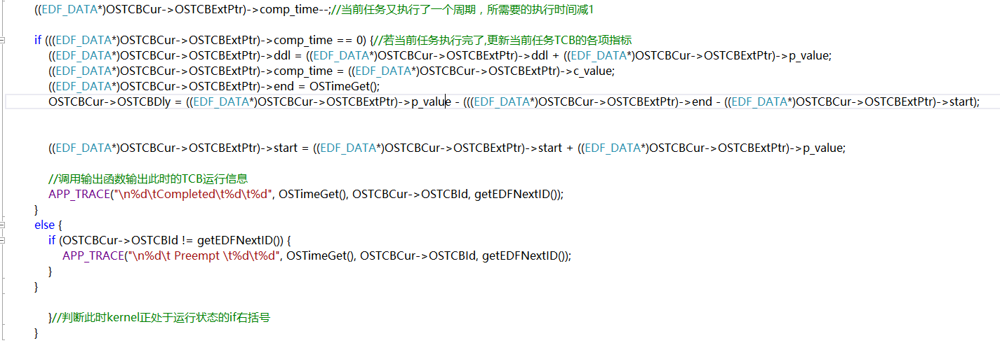 ((EDF_DATA*)OSTCBCur->OSTCBExtPtr)->comp_time--;//当前任务又执行了一个周期，所需要的执行时间减1
if (((EDF_DATA*)OSTCBCur->OSTCBExtPtr)->comp_time == 0) {//若当前任务执行完了,更新当前任务TCB的各项指标
((EDF_DATA*)OSTCBCur->OSTCBExtPtr)->ddl = ((EDF_DATA*)OSTCBCur->OSTCBExtPtr)->ddl + ((EDF_DATA*)OSTCBCur->OSTCBExtPtr)->p_value;
((EDF_DATA*)OSTCBCur->OSTCBExtPtr)->comp_time = ((EDF_DATA*)OSTCBCur->OSTCBExtPtr)->c_value;
((EDF_DATA*)OSTCBCur->OSTCBExtPtr)->end = OSTimeGet();
OSTCBCur->OSTCBDly = ((EDF_DATA*)OSTCBCur->OSTCBExtPtr)->p_value - (((EDF_DATA*)OSTCBCur->OSTCBExtPtr)->end - ((EDF_DATA*)OSTCBCur->OSTCBExtPtr)->start);
((EDF_DATA*)OSTCBCur->OSTCBExtPtr)->start = ((EDF_DATA*)OSTCBCur->OSTCBExtPtr)->start + ((EDF_DATA*)OSTCBCur->OSTCBExtPtr)->p_value;
//调用输出函数输出此时的TCB运行信息
APP_TRACE("\n%d\tCompleted\t%d\t%d", OSTimeGet(), OSTCBCur->OSTCBId, getEDFNextID());
}
else {
if (OSTCBCur->OSTCBId != getEDFNextID()) {
APP_TRACE("\n%d\t Preempt \t%d\t%d", OSTimeGet(), OSTCBCur->OSTCBId, getEDFNextID());
}
}
}//判断此时kernel正处于运行状态的if右括号
}